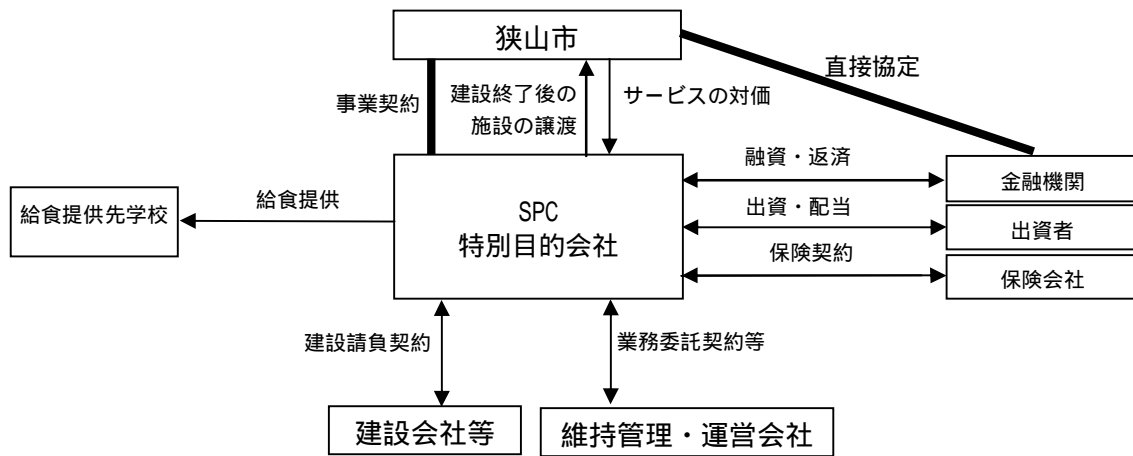 狭山市
直接協定
事業契約
建設終了後の
施設の譲渡
サービスの対価
融資・返済
金融機関
給食提供先学校
給食提供
SPC
特別目的会社
出資・配当
出資者
保険契約
保険会社
建設請負契約
業務委託契約等
建設会社等
維持管理・運営会社